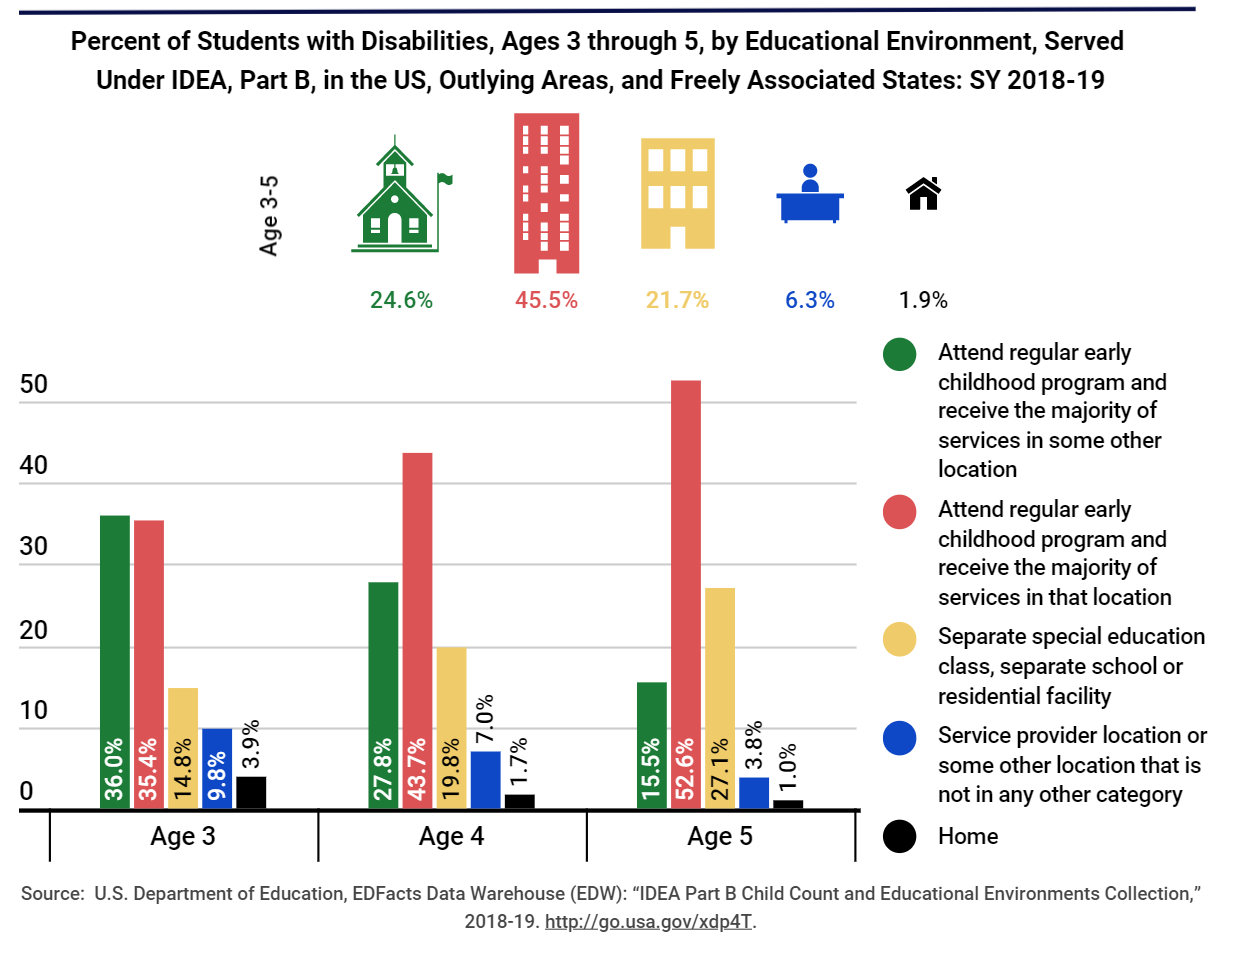 Percent of Students with Disabilities, Ages 3 through 5, by Educational Environment, Served
Under IDEA, Part B, in the US, Outlying Areas, and Freely Associated States: SY 2018-19
Age 3-5
24.6% 45.5% 21.7% 6.3% 1.9%
50
40
30
20
10
0
36.0% 35.4% 14.8% 9.8% 3.9%
27.8% 43.7% 19.8% 7.0% 1.7%
15.5% 52.6% 27.1% 3.8% 1.0%
Age 3 Age 4 Age 5
Attend regular early
childhood program and
receive the majority of
services in some other
location
Attend regular early
childhood program and
receive the majority of
services in that location
Separate special education
class, separate school or
residential facility
Service provider location or
some other location that is
not in any other category
Home
Source:  U.S. Department of Education, EDFacts Data Warehouse (EDW): “IDEA Part B Child Count and Educational Environments Collection,”
2018-19. http://go.usa.gov/xdp4T.